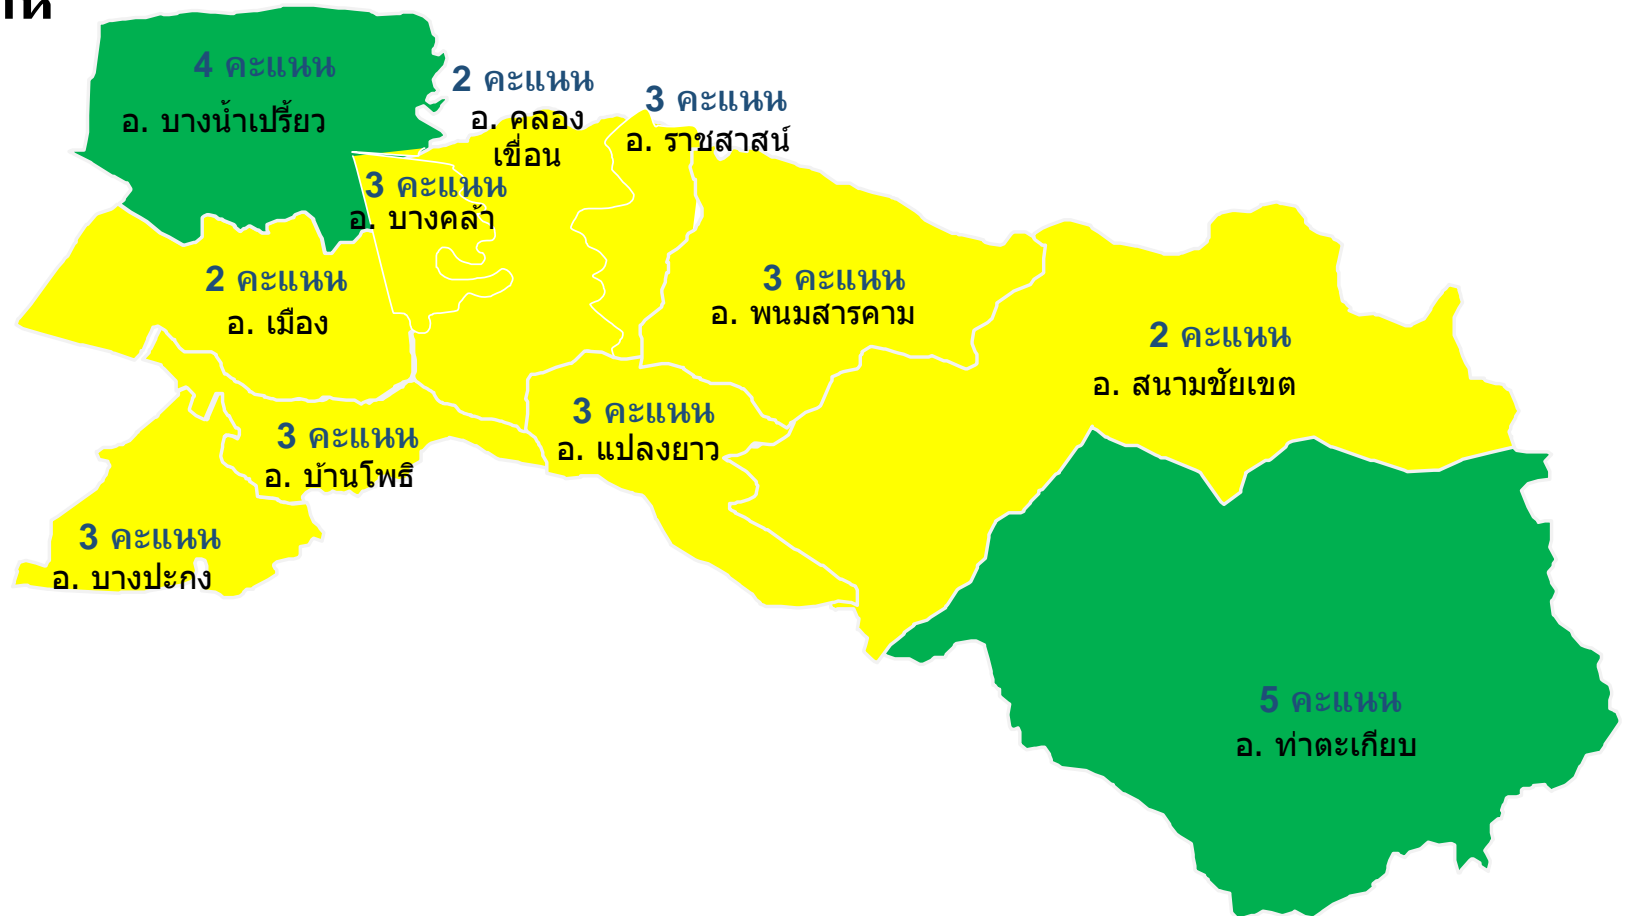 4 คะแนน
อ. บางน้ำเปรี้ยว
2 คะแนน
อ. คลอง
เขื่อน
3 คะแนน
อ. ราชสาสน์
3 คะแนน
อ. บางคล้า
2 คะแนน
อ. เมือง
3 คะแนน
อ. พนมสารคาม
2 คะแนน
อ. สนามชัยเขต
3 คะแนน
อ. แปลงยาว
3 คะแนน
อ. บ้านโพธิ
3 คะแนน
อ. บางปะกง
5 คะแนน
อ. ท่าตะเกียบ